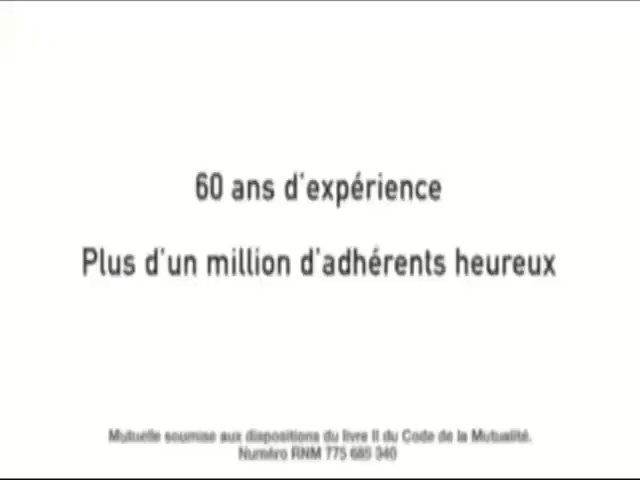 60 ans d'expérience
Plus d'un million d'adhérents heureux
Mutuelle soumise aux dispositions du livre II du Code de la Mutualité.
Numéro RNM 775 685 340